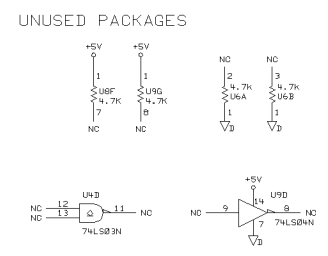 UNUSED PACKAGES
+5V +5V
NC NC
1 1
2 3
U8F U9G
4.7K 4.7K
4.7k 4.7k
U6A U6B
7 8
1 1
NC NC
D D
U4D
NC 12
NC 13
11 NC
74LS03N
+5V
U9D
14
NC 9
8 NC
74LS04N
7
D